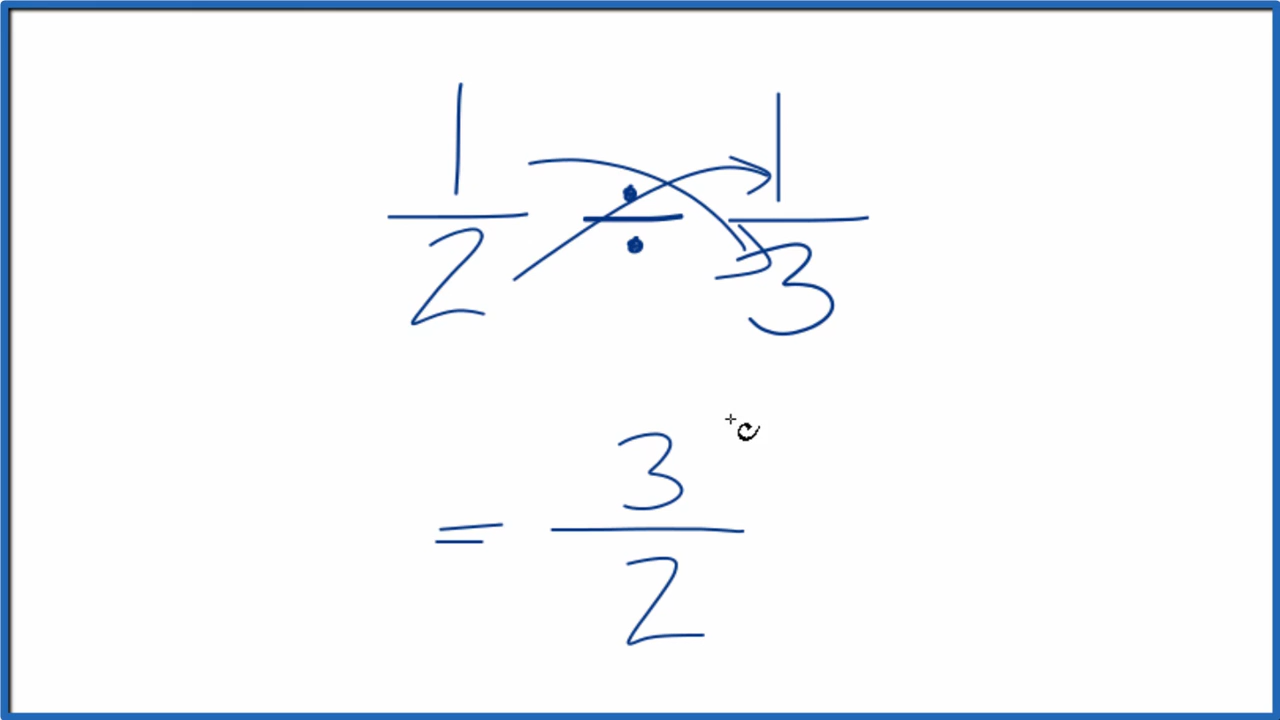 1/2 ÷ 1/3
= 3/2